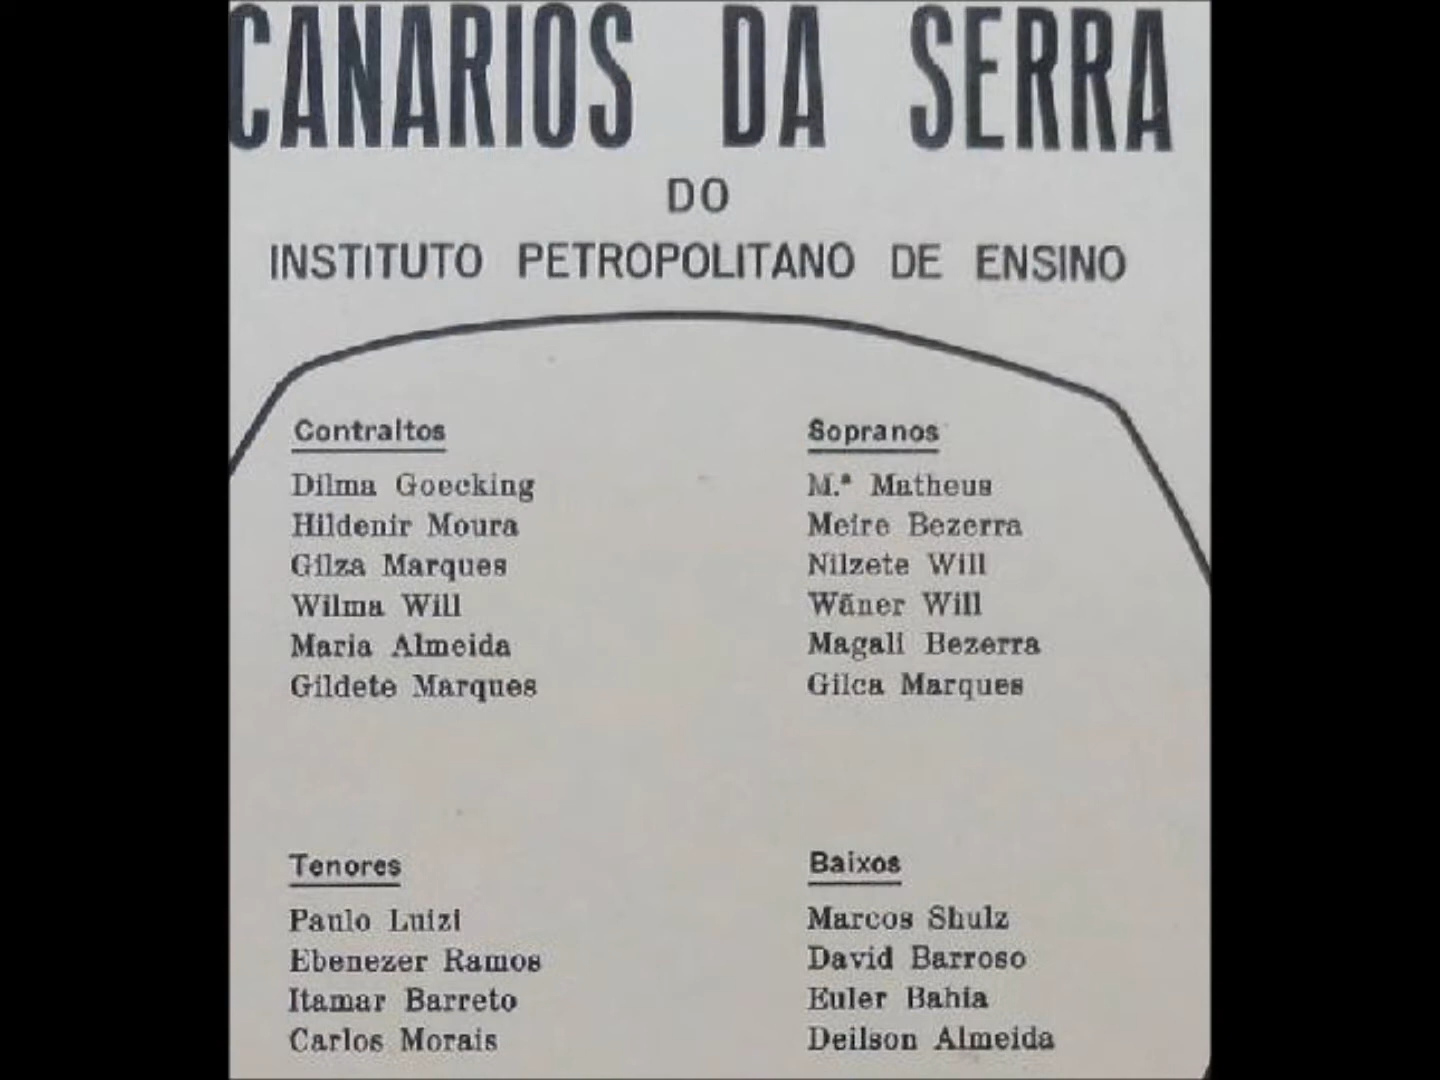 CANARIOS DA SERRA
DO
INSTITUTO PETROPOLITANO DE ENSINO
Contraltos
Dilma Goecking
Hildenir Moura
Gilza Marques
Wilma Will
Maria Almeida
Gildete Marques
Sopranos
M.ª Matheus
Meire Bezerra
Nilzete Will
Wãner Will
Magali Bezerra
Gilca Marques
Tenores
Paulo Luizi
Ebenezer Ramos
Itamar Barreto
Carlos Morais
Baixos
Marcos Shulz
David Barroso
Euler Bahia
Deilson Almeida